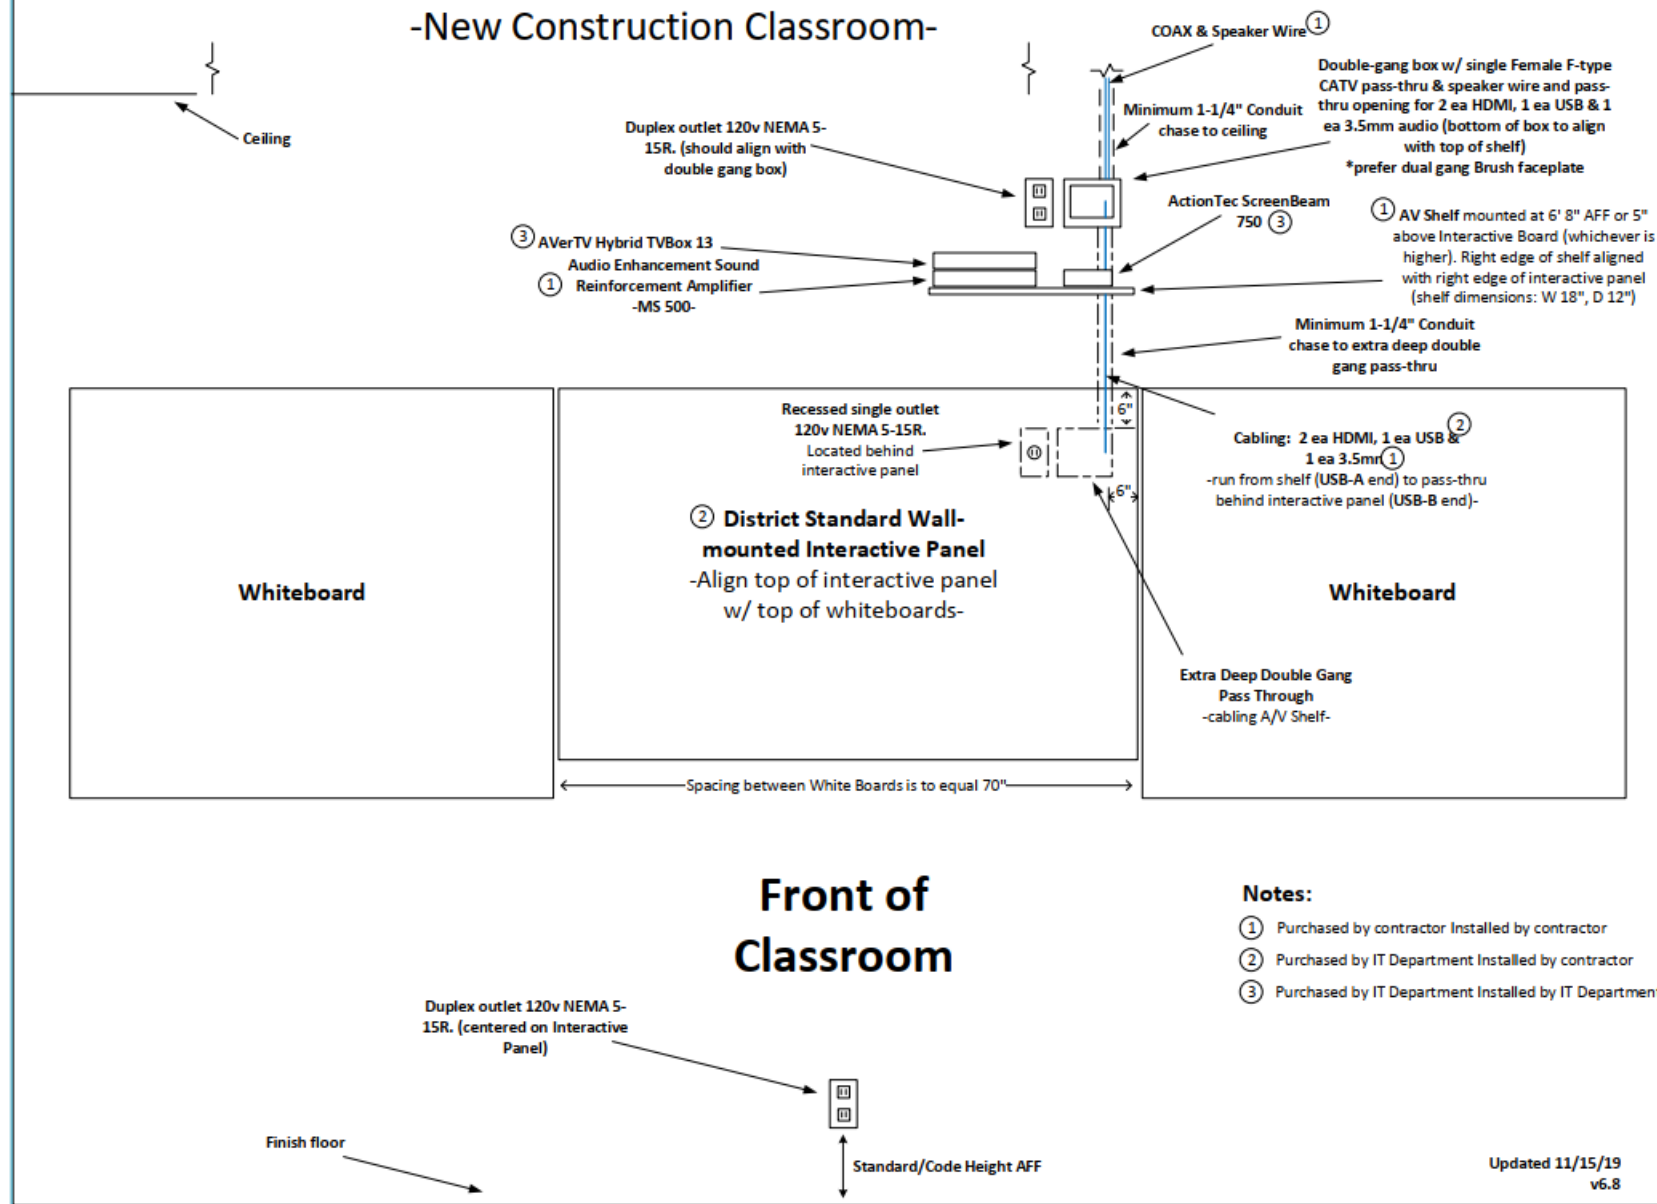 -New Construction Classroom-
COAX & Speaker Wire 1
Double-gang box w/ single Female F-type
CATV pass-thru & speaker wire and pass-
thru opening for 2 ea HDMI, 1 ea USB & 1
ea 3.5mm audio (bottom of box to align
with top of shelf)
*prefer dual gang Brush faceplate
Minimum 1-1/4" Conduit
chase to ceiling
Ceiling
Duplex outlet 120v NEMA 5-
15R. (should align with
double gang box)
ActionTec ScreenBeam
750 3
1 AV Shelf mounted at 6' 8" AFF or 5"
above Interactive Board (whichever is
higher). Right edge of shelf aligned
with right edge of interactive panel
(shelf dimensions: W 18", D 12")
3 AVerTV Hybrid TVBox 13
Audio Enhancement Sound
1 Reinforcement Amplifier
-MS 500-
Minimum 1-1/4" Conduit
chase to extra deep double
gang pass-thru
Recessed single outlet
120v NEMA 5-15R.
Located behind
interactive panel
6"
6"
2
Cabling: 2 ea HDMI, 1 ea USB &
1 ea 3.5mm 1
-run from shelf (USB-A end) to pass-thru
behind interactive panel (USB-B end)-
2 District Standard Wall-
mounted Interactive Panel
-Align top of interactive panel
w/ top of whiteboards-
Whiteboard
Whiteboard
Extra Deep Double Gang
Pass Through
-cabling A/V Shelf-
Spacing between White Boards is to equal 70"
Front of
Classroom
Notes:
1 Purchased by contractor Installed by contractor
2 Purchased by IT Department Installed by contractor
3 Purchased by IT Department Installed by IT Department
Duplex outlet 120v NEMA 5-
15R. (centered on Interactive
Panel)
Finish floor
Standard/Code Height AFF
Updated 11/15/19
v6.8